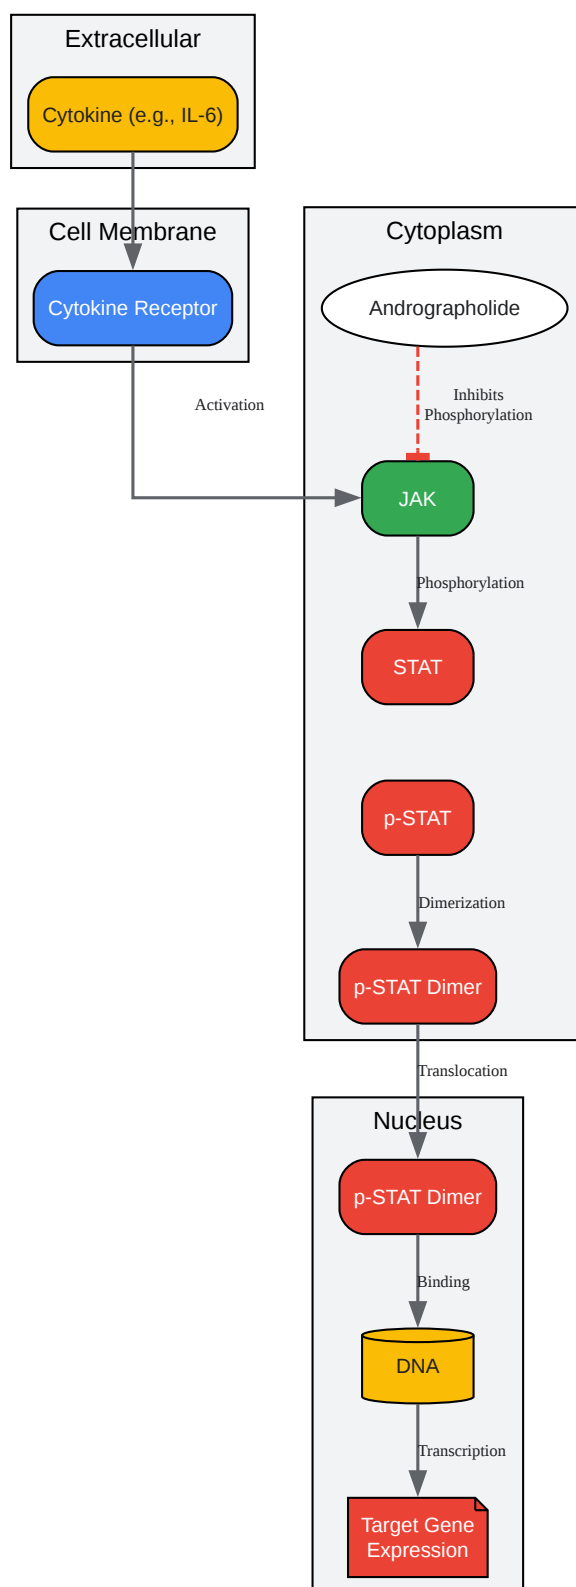 Extracellular
Cytokine (e.g., IL-6)
Cell Membrane
Cytokine Receptor
Activation
Cytoplasm
Andrographolide
Inhibits
Phosphorylation
JAK
Phosphorylation
STAT
p-STAT
Dimerization
p-STAT Dimer
Translocation
Nucleus
p-STAT Dimer
Binding
DNA
Transcription
Target Gene
Expression